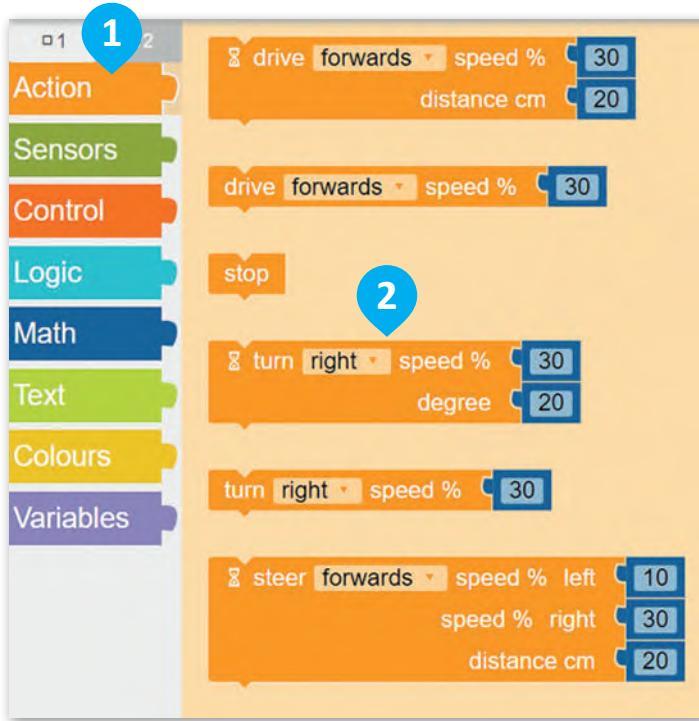 1 2
1
Action
Sensors
Control
Logic
Math
Text
Colours
Variables
drive forwards speed % 30
distance cm 20
drive forwards speed % 30
stop
2
turn right speed % 30
degree 20
turn right speed % 30
steer forwards speed % left 10
speed % right 30
distance cm 20